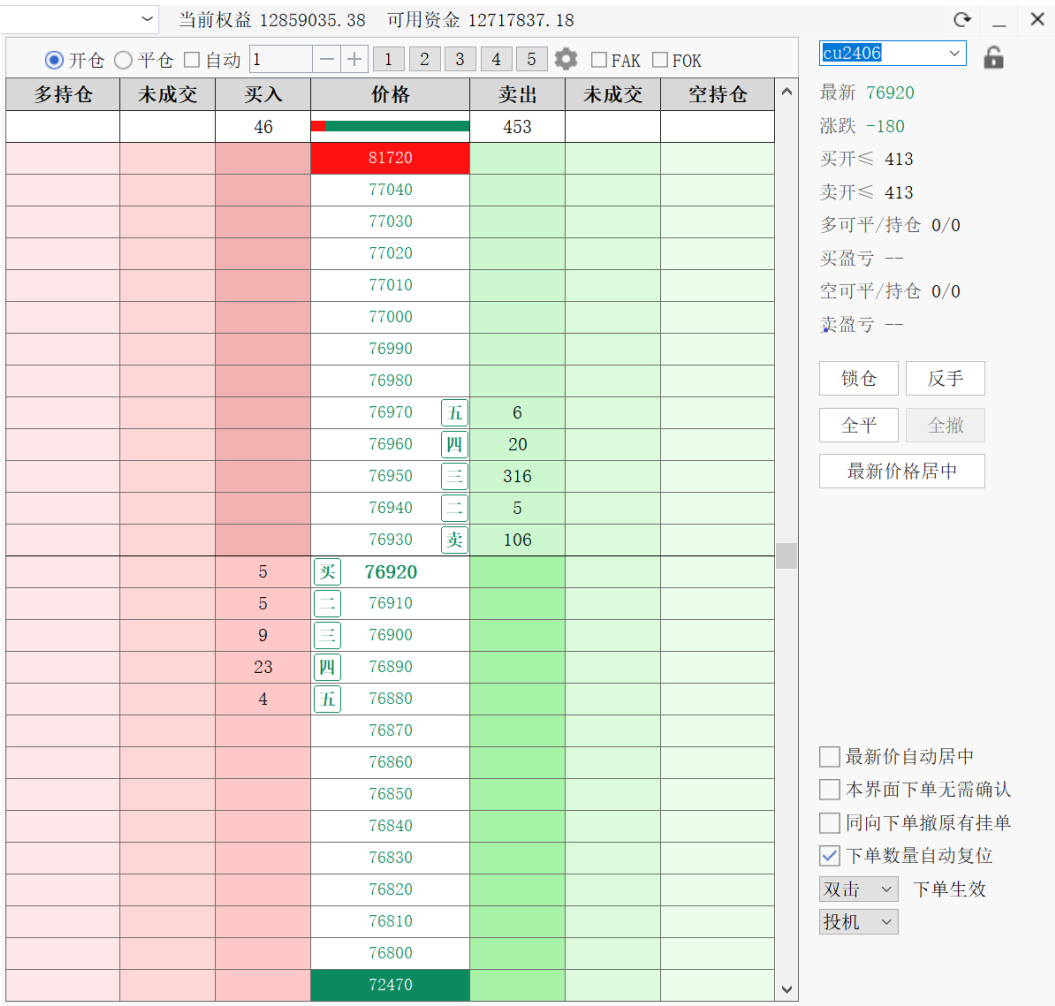 当前权益 12859035.38 可用资金 12717837.18
开仓 平仓 自动 1 1 2 3 4 5 FAK FOK
多持仓 未成交 买入 价格 卖出 未成交 空持仓
46 453
81720
77040
77030
77020
77010
77000
76990
76980
76970 五 6
76960 四 20
76950 三 316
76940 二 5
76930 卖 106
5 买 76920
5 二 76910
9 三 76900
23 四 76890
4 五 76880
76870
76860
76850
76840
76830
76820
76810
76800
72470
cu2406
最新 76920
涨跌 -180
买开≤ 413
卖开≤ 413
多可平/持仓 0/0
买盈亏 --
空可平/持仓 0/0
卖盈亏 --
锁仓 反手
全平 全撤
最新价格居中
最新价自动居中
本界面下单无需确认
同向下单撤原有挂单
下单数量自动复位
双击 下单生效
投机